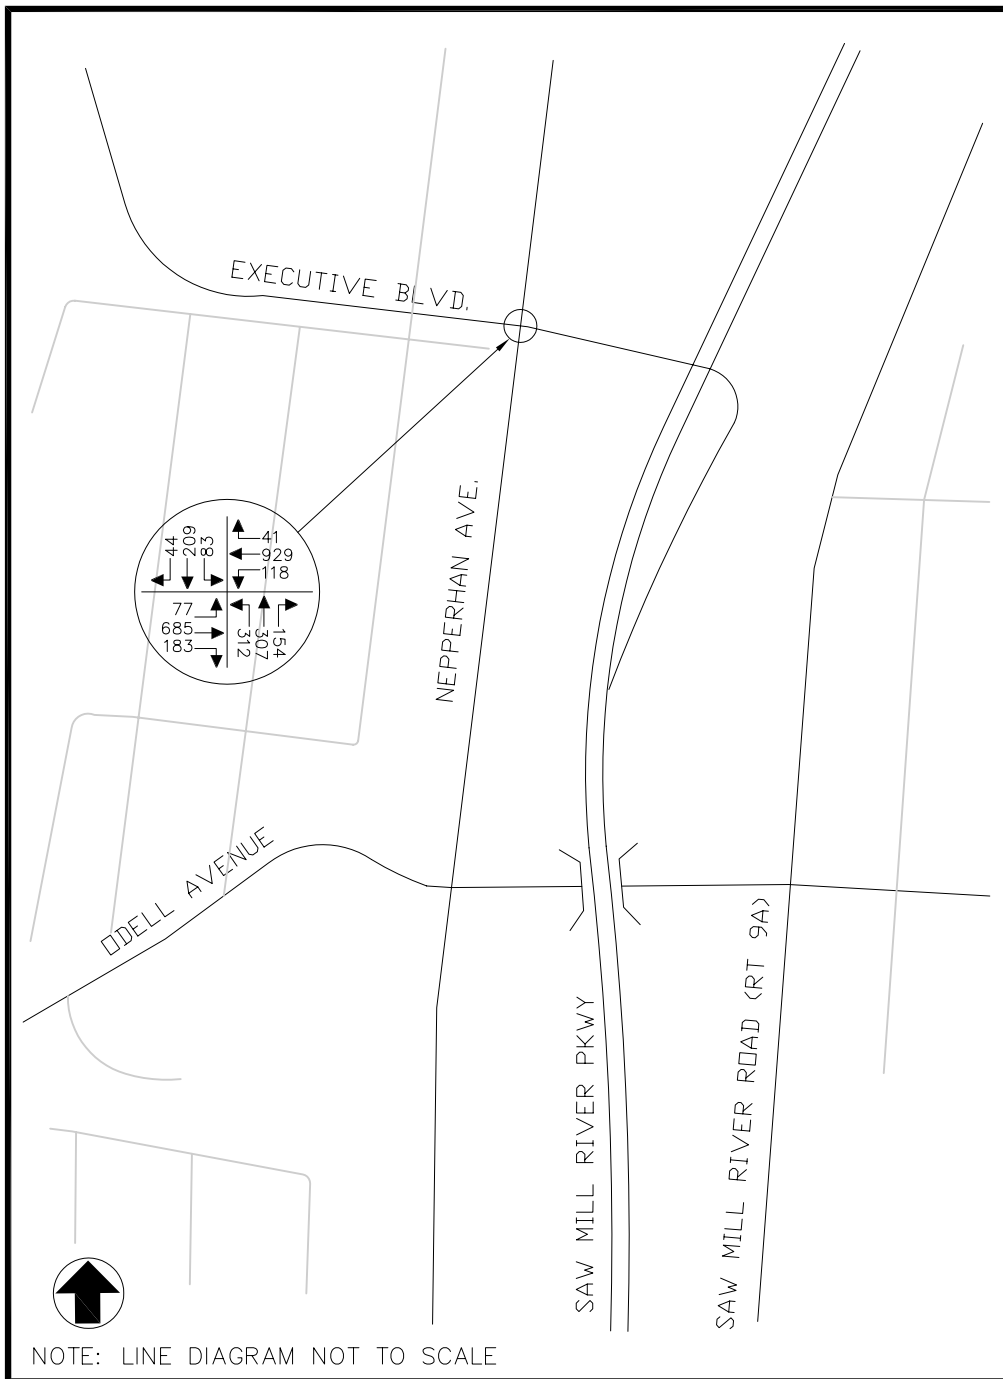 EXECUTIVE BLVD.
NEPPERHAN AVE.
44
209
83
41
929
118
77
685
183
312
307
154
ODELL AVENUE
SAW MILL RIVER PKWY
SAW MILL RIVER ROAD (RT 9A)
NOTE: LINE DIAGRAM NOT TO SCALE